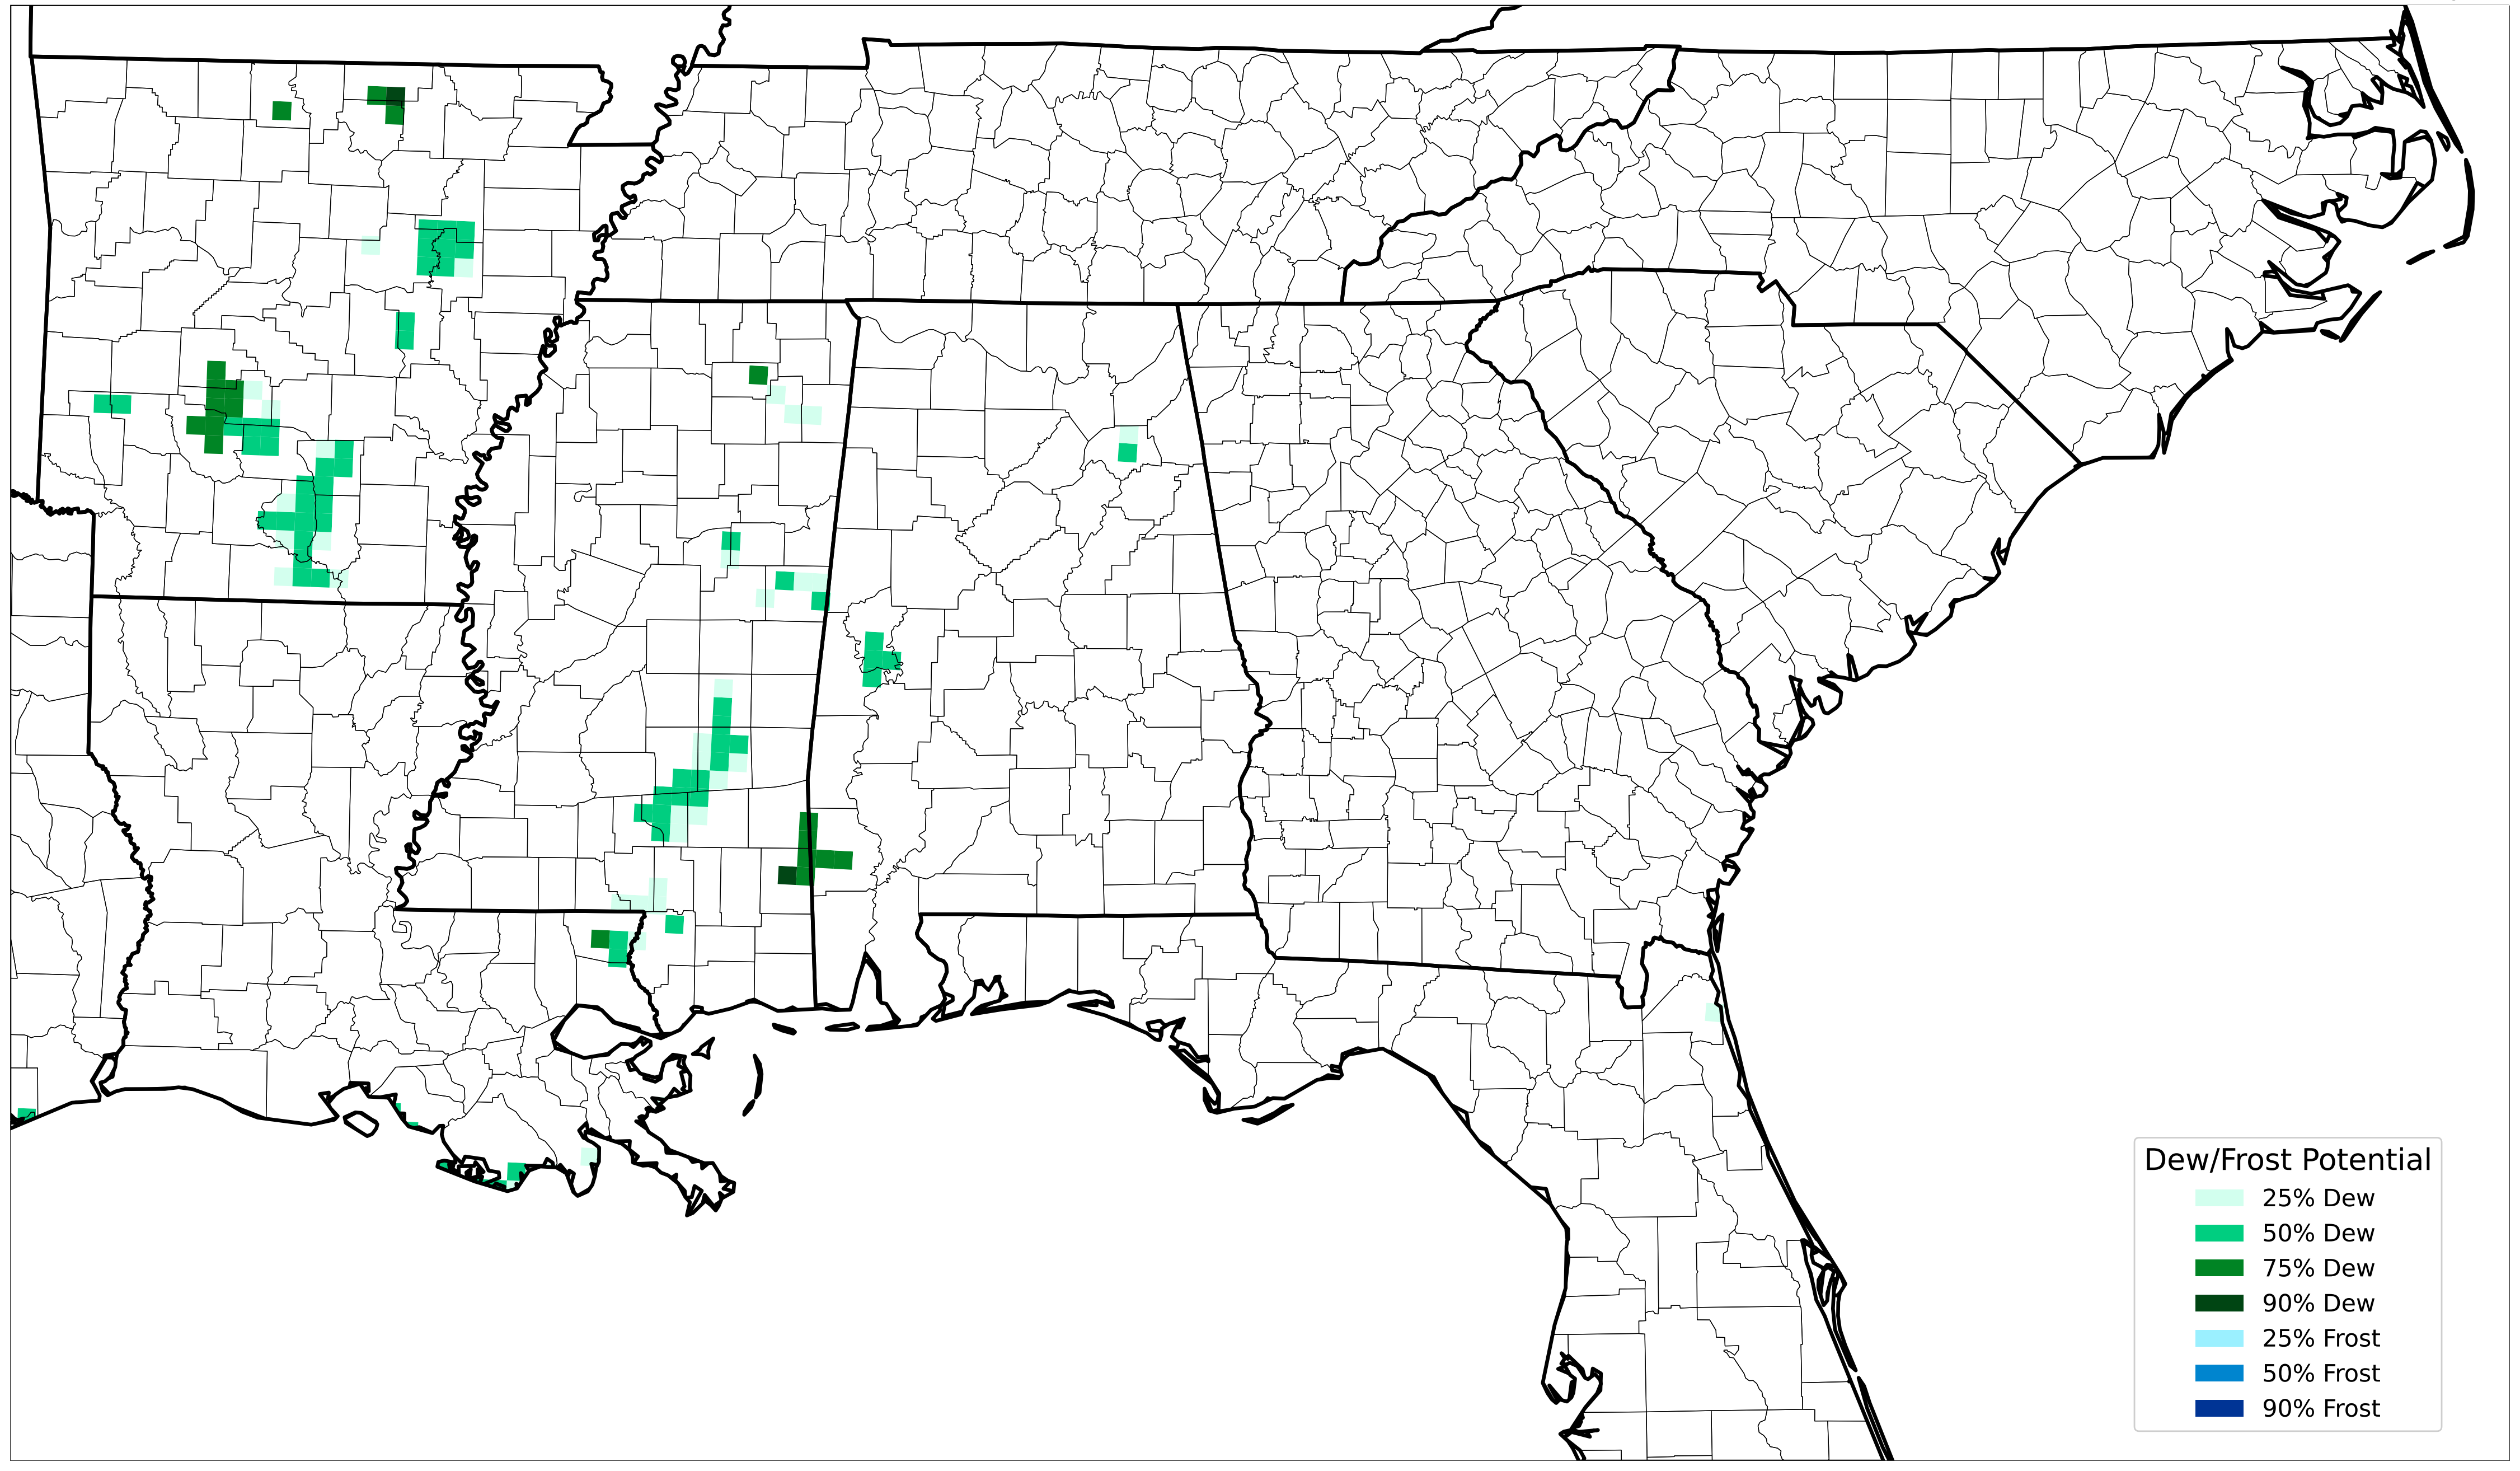 Dew/Frost Potential
25% Dew
50% Dew
75% Dew
90% Dew
25% Frost
50% Frost
90% Frost